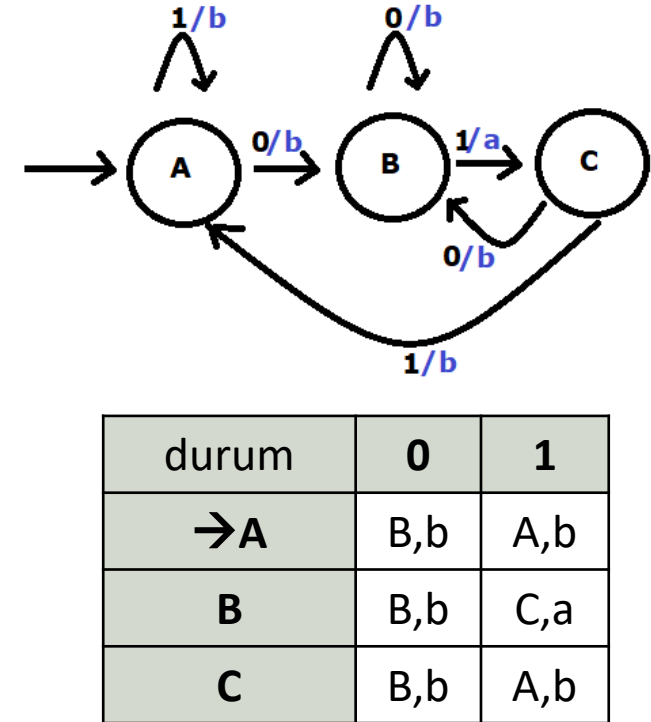 1/b 0/b
0/b 1/a
A B C
0/b
1/b
durum 0 1
→A B,b A,b
B B,b C,a
C B,b A,b